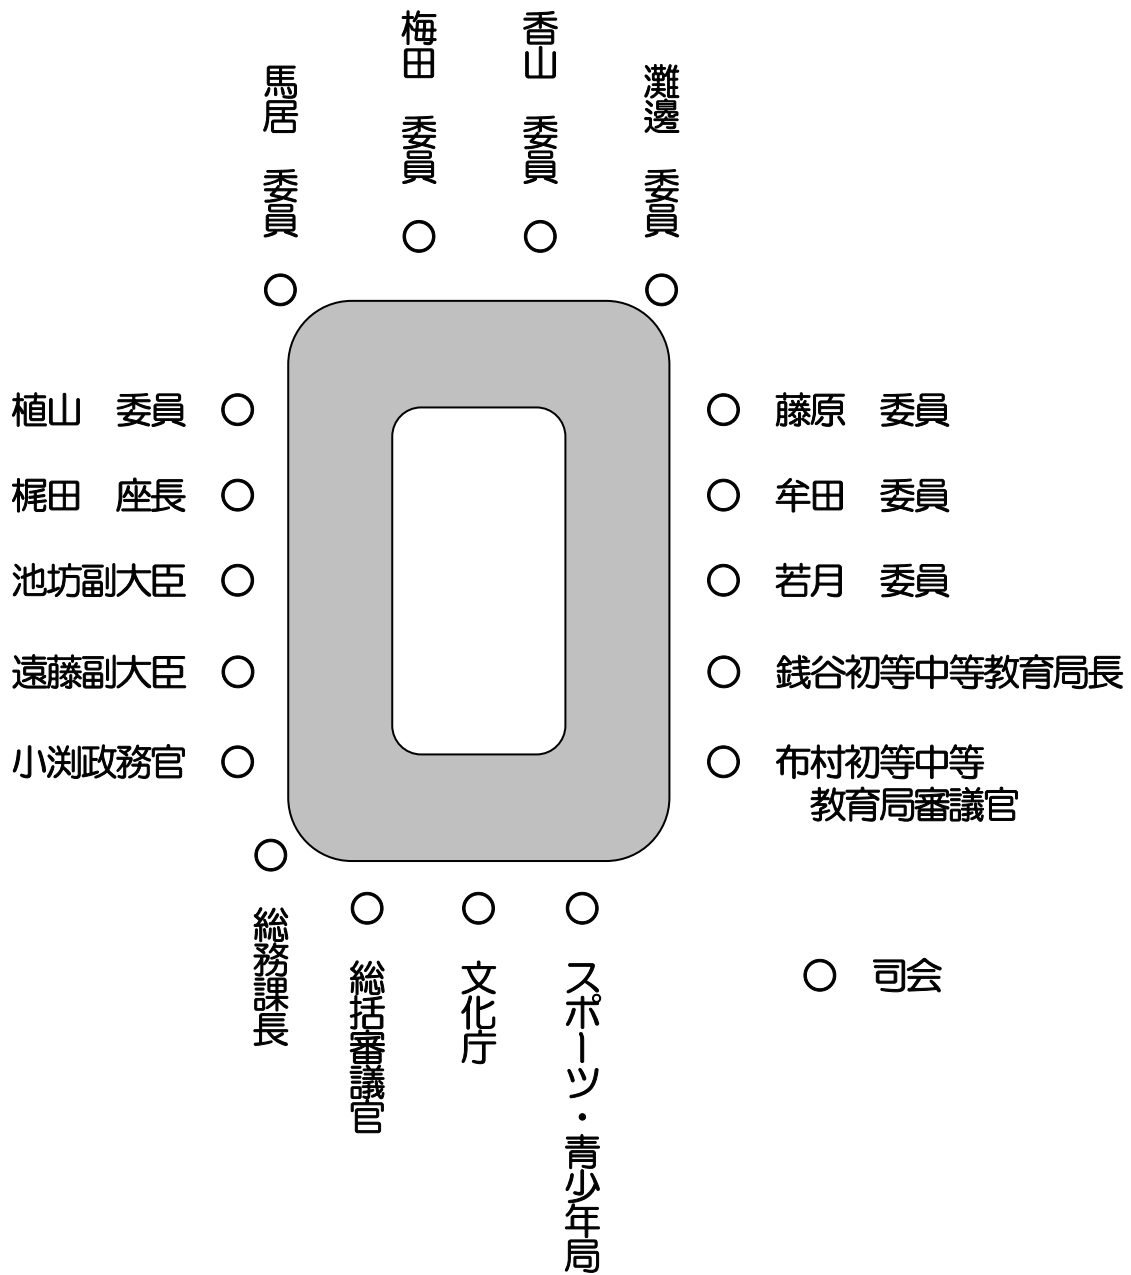 馬居　委員
梅田　委員
香山　委員
灘邊　委員
植山　委員
梶田　座長
池坊副大臣
遠藤副大臣
小渕政務官
藤原　委員
牟田　委員
若月　委員
銭谷初等中等教育局長
布村初等中等
教育局審議官
総務課長
総括審議官
文化庁
スポーツ・青少年局
司会